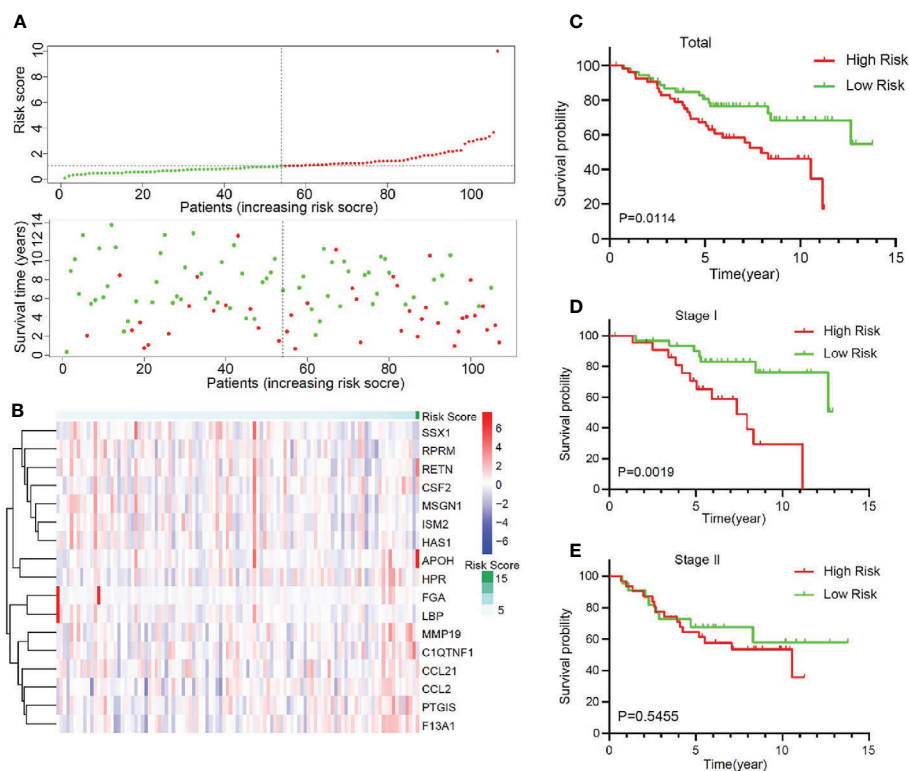 A
Risk score
10
8
6
4
2
0
0 20 40 60 80 100
Patients (increasing risk socre)
Survival time (years)
14
12
10
8
6
4
2
0
0 20 40 60 80 100
Patients (increasing risk socre)
B
Risk Score
SSX1
RPRM
RETN
CSF2
MSGN1
ISM2
HAS1
APOH
HPR
FGA
LBP
MMP19
C1QTNF1
CCL21
CCL2
PTGIS
F13A1
6
4
2
0
−2
−4
−6
Risk Score
15
5
C
Total
High Risk
Low Risk
Survival probility
100
80
60
40
20
0
P=0.0114
0 5 10 15
Time(year)
D
Stage I
High Risk
Low Risk
Survival probility
100
80
60
40
20
0
P=0.0019
0 5 10 15
Time(year)
E
Stage II
High Risk
Low Risk
Survival probility
100
80
60
40
20
0
P=0.5455
0 5 10 15
Time(year)